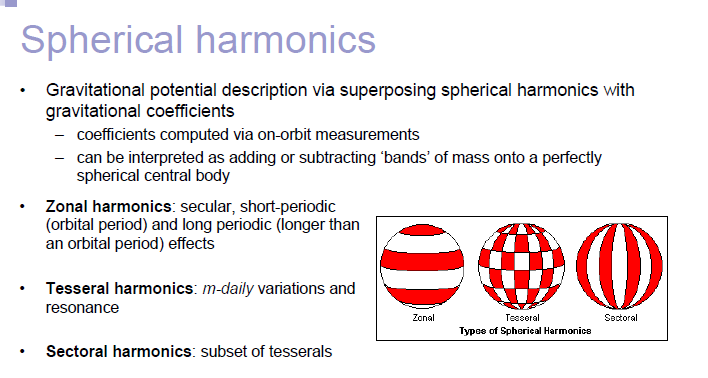 Spherical harmonics
• Gravitational potential description via superposing spherical harmonics with
gravitational coefficients
– coefficients computed via on-orbit measurements
– can be interpreted as adding or subtracting ‘bands’ of mass onto a perfectly
spherical central body
• Zonal harmonics: secular, short-periodic
(orbital period) and long periodic (longer than
an orbital period) effects
• Tesseral harmonics: m-daily variations and
resonance
• Sectoral harmonics: subset of tesserals
Zonal Tesseral Sectoral
Types of Spherical Harmonics